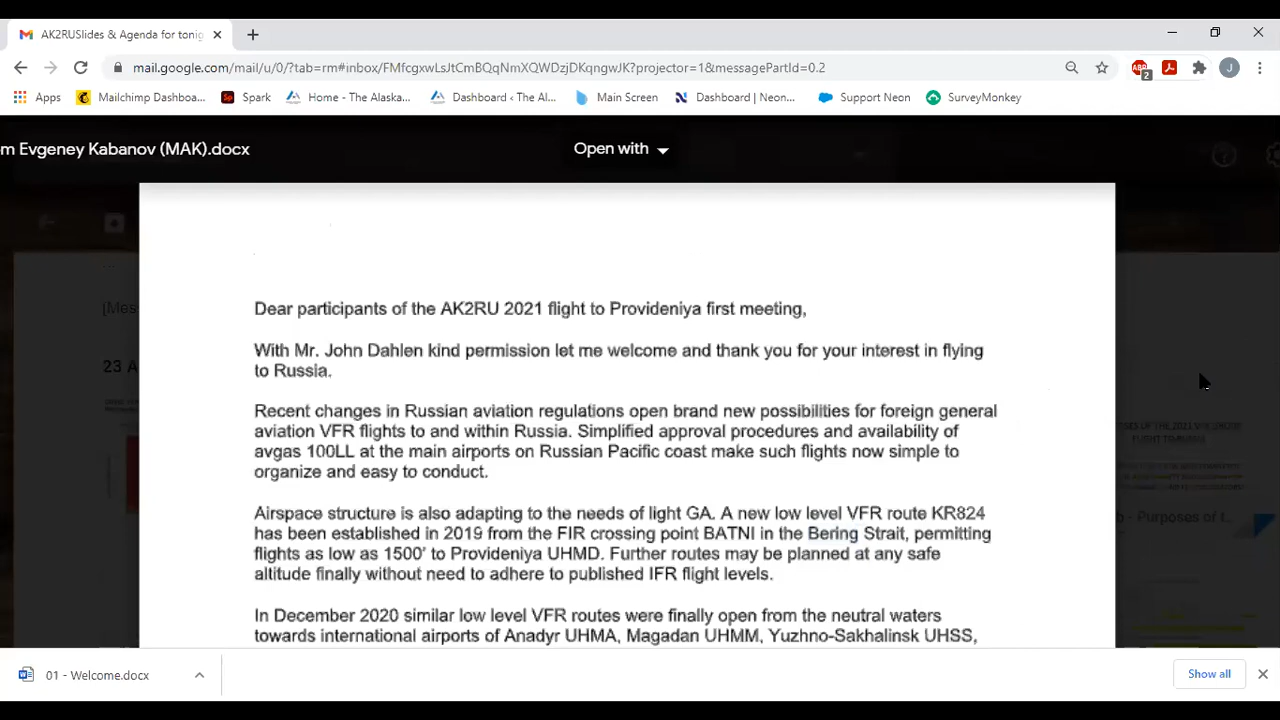 AK2RUSlides & Agenda for tonig
mail.google.com/mail/u/0/?tab=rm#inbox/FMfcgxwLsJtCmBQqNmXQWDzjDKqngwJK?projector=1&messagePartId=0.2
ABP 2 J
Apps Mailchimp Dashboa... Spark Home - The Alaska... Dashboard < The Al... Main Screen Dashboard | Neon... Support Neon SurveyMonkey
m Evgeney Kabanov (MAK).docx
Open with
Dear participants of the AK2RU 2021 flight to Provideniya first meeting,
With Mr. John Dahlen kind permission let me welcome and thank you for your interest in flying
to Russia.
Recent changes in Russian aviation regulations open brand new possibilities for foreign general
aviation VFR flights to and within Russia. Simplified approval procedures and availability of
avgas 100LL at the main airports on Russian Pacific coast make such flights now simple to
organize and easy to conduct.
Airspace structure is also adapting to the needs of light GA. A new low level VFR route KR824
has been established in 2019 from the FIR crossing point BATNI in the Bering Strait, permitting
flights as low as 1500' to Provideniya UHMD. Further routes may be planned at any safe
altitude finally without need to adhere to published IFR flight levels.
In December 2020 similar low level VFR routes were finally open from the neutral waters
towards international airports of Anadyr UHMA, Magadan UHMM, Yuzhno-Sakhalinsk UHSS,
[Mes
23 A
b - Purposes of t...
01 - Welcome.docx
Show all